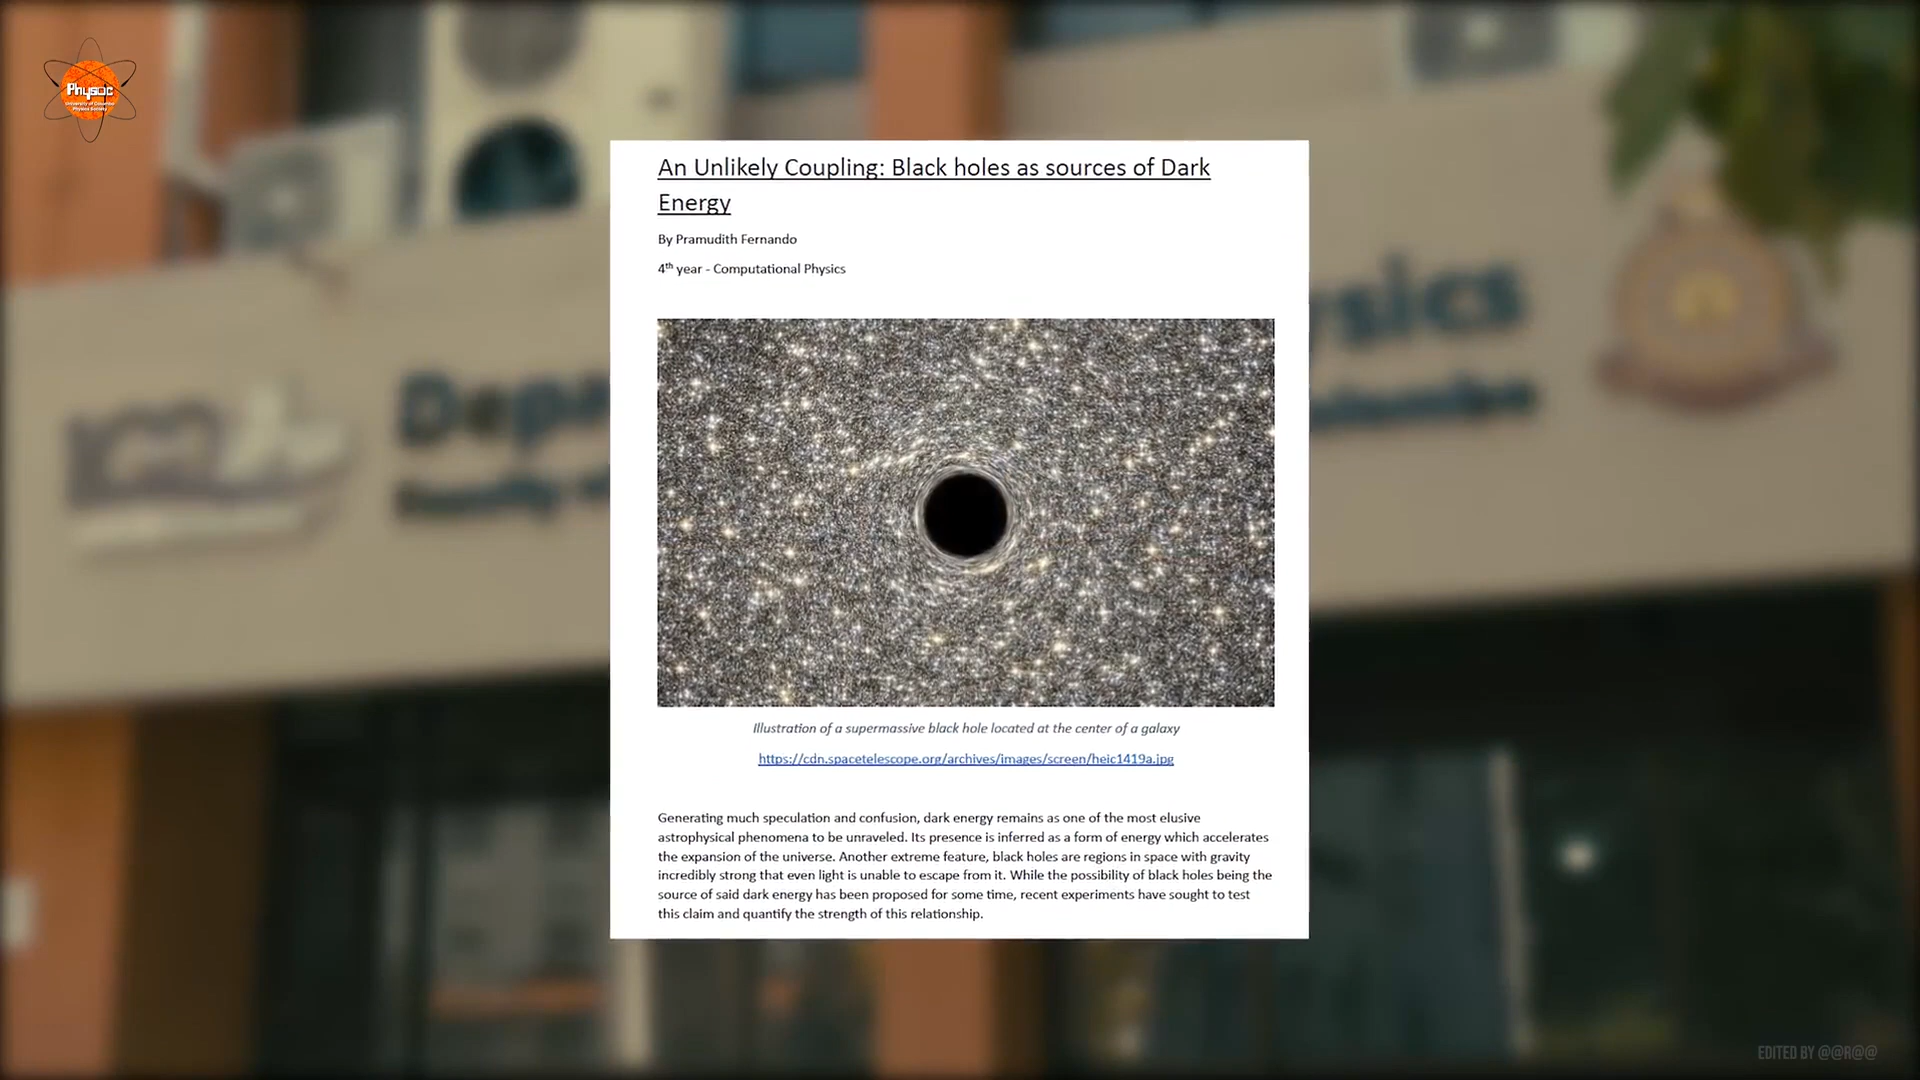 Physoc
University of Colombo
Physics Society
An Unlikely Coupling: Black holes as sources of Dark
Energy
By Pramudith Fernando
4th year - Computational Physics
Illustration of a supermassive black hole located at the center of a galaxy
https://cdn.spacetelescope.org/archives/images/screen/heic1419a.jpg
Generating much speculation and confusion, dark energy remains as one of the most elusive
astrophysical phenomena to be unraveled. Its presence is inferred as a form of energy which accelerates
the expansion of the universe. Another extreme feature, black holes are regions in space with gravity
incredibly strong that even light is unable to escape from it. While the possibility of black holes being the
source of said dark energy has been proposed for some time, recent experiments have sought to test
this claim and quantify the strength of this relationship.
EDITED BY @@R@@